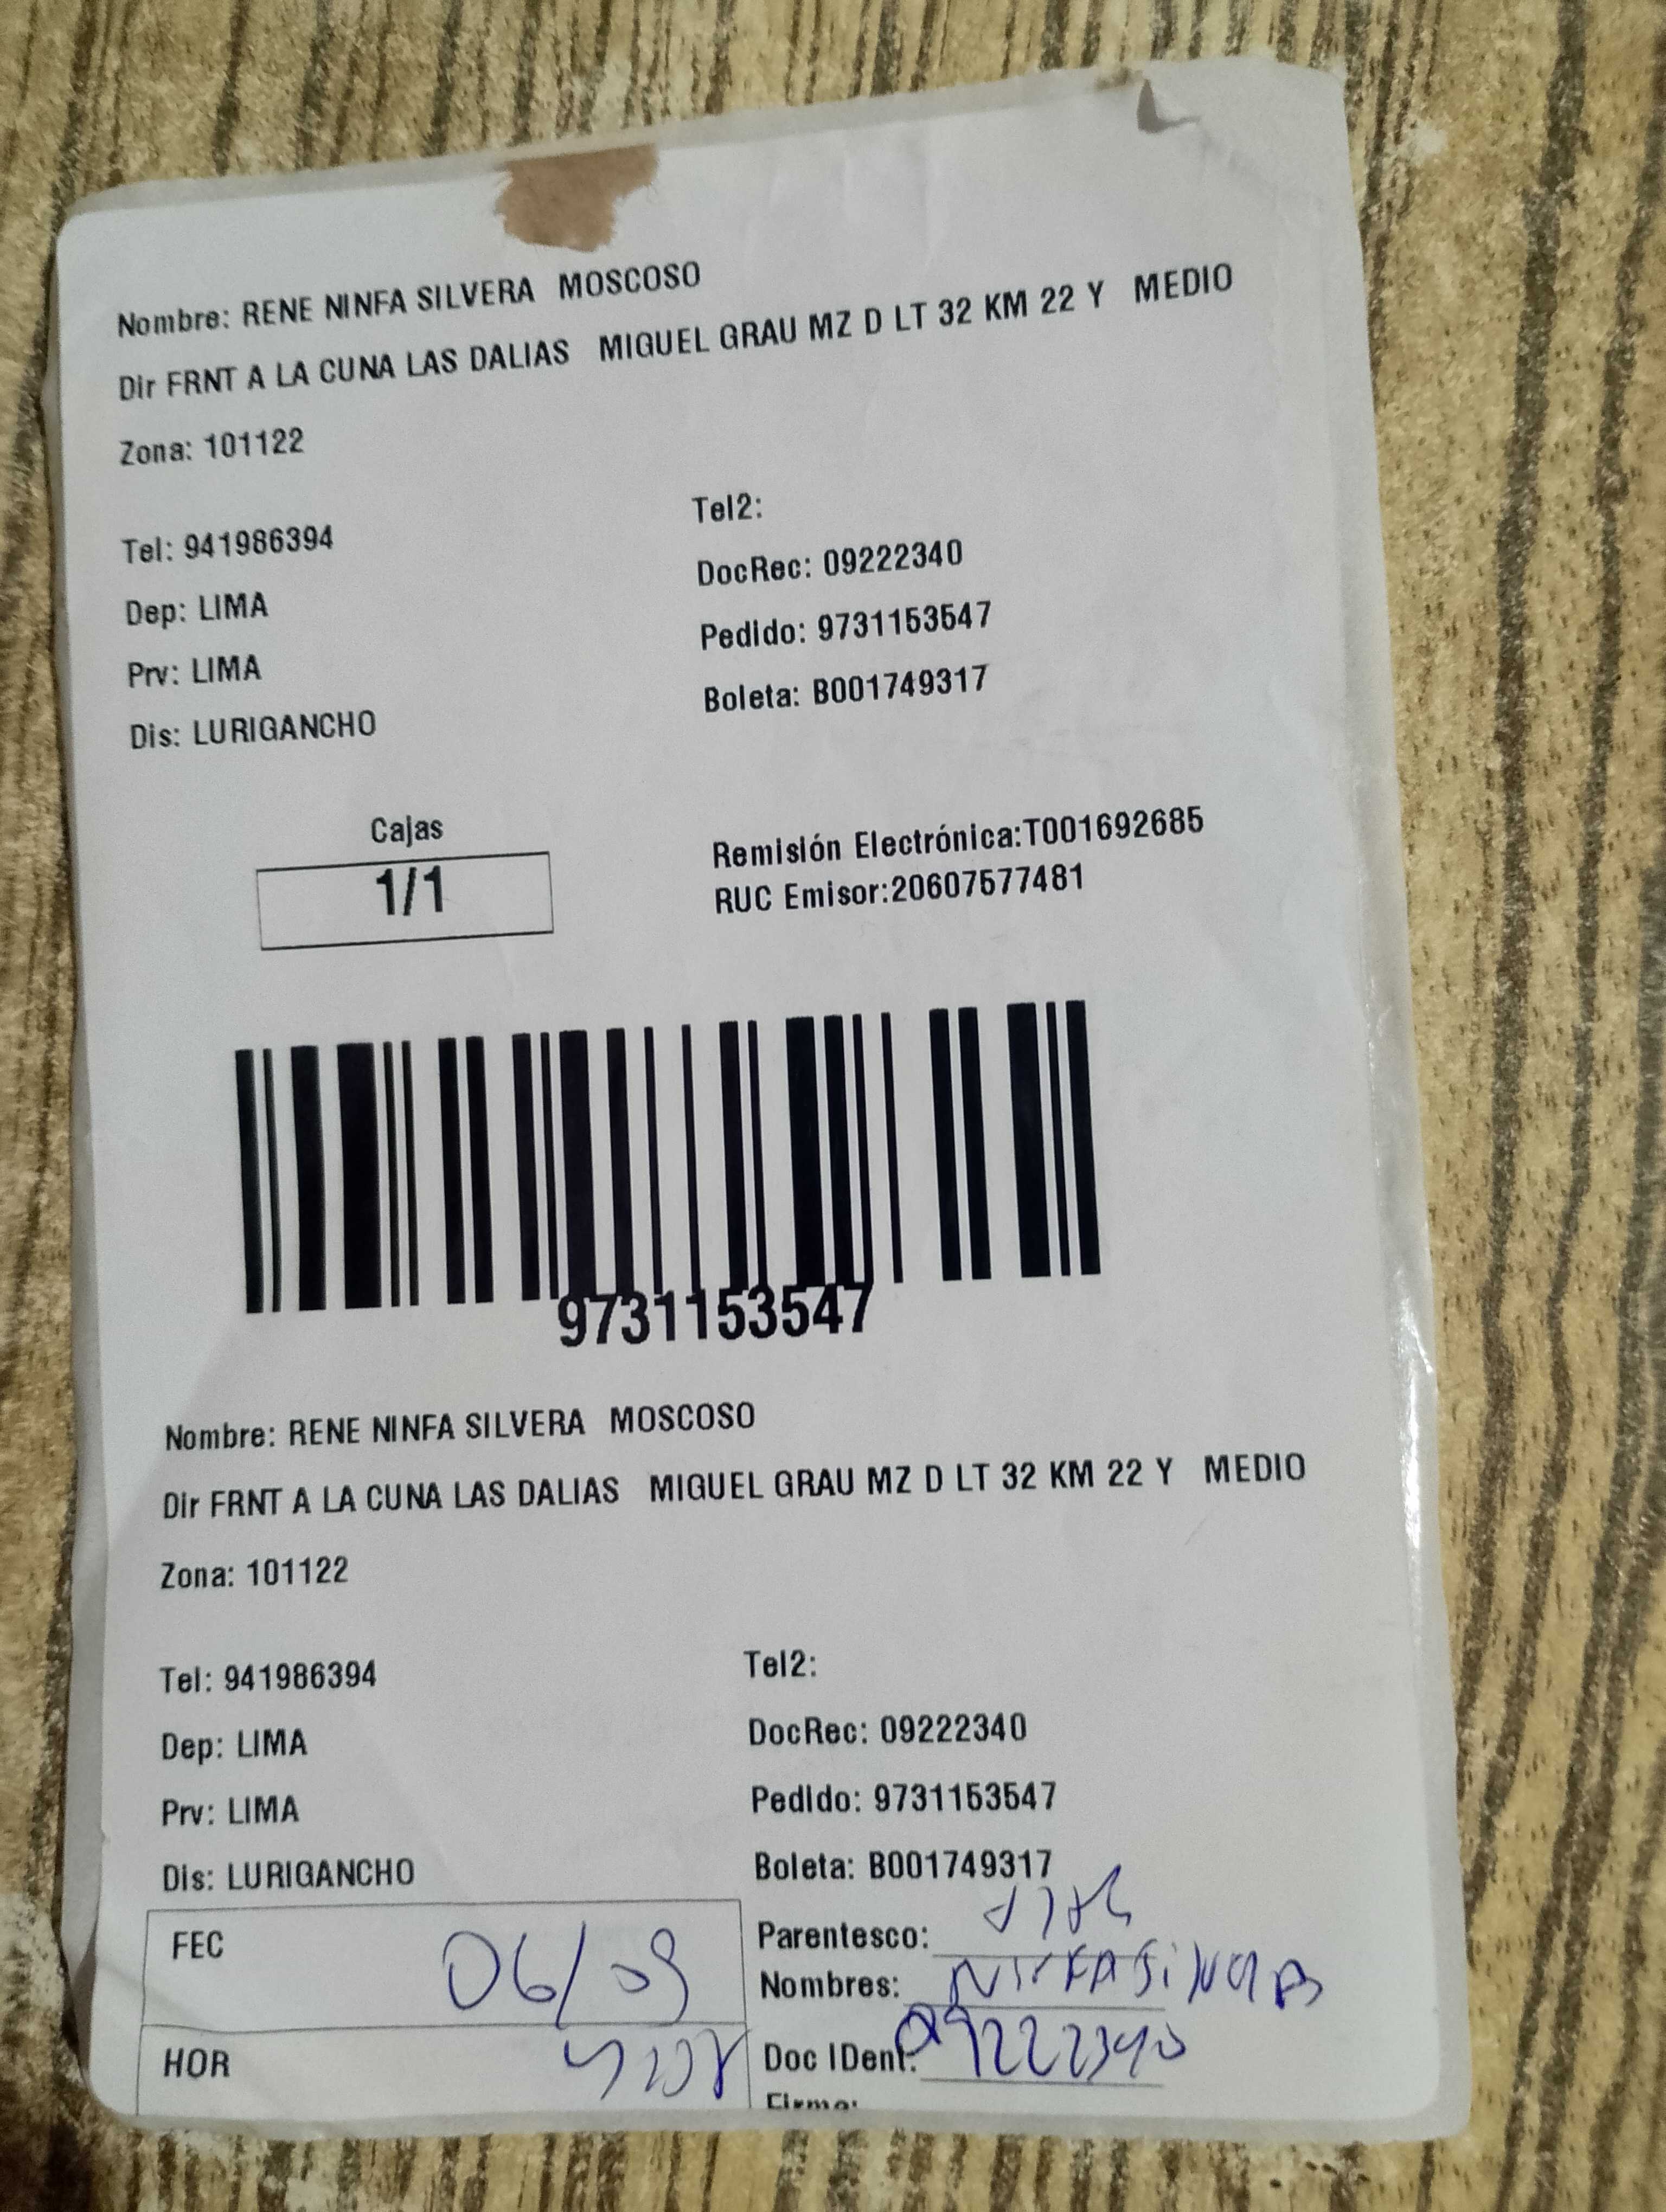 Nombre: RENE NINFA SILVERA MOSCOSO
Dir FRNT A LA CUNA LAS DALIAS MIGUEL GRAU MZ D LT 32 KM 22 Y MEDIO
Zona: 101122
Tel: 941986394
Tel2:
Dep: LIMA
DocRec: 09222340
Prv: LIMA
Pedido: 9731153547
Dis: LURIGANCHO
Boleta: B001749317
Cajas
1/1
Remisión Electrónica:T001692685
RUC Emisor:20607577481
9731153547
Nombre: RENE NINFA SILVERA MOSCOSO
Dir FRNT A LA CUNA LAS DALIAS MIGUEL GRAU MZ D LT 32 KM 22 Y MEDIO
Zona: 101122
Tel: 941986394
Tel2:
Dep: LIMA
DocRec: 09222340
Prv: LIMA
Pedido: 9731153547
Dis: LURIGANCHO
Boleta: B001749317
FEC 06/09
Parentesco:
Nombres:
HOR
Doc IDent: 09222340
Firma: